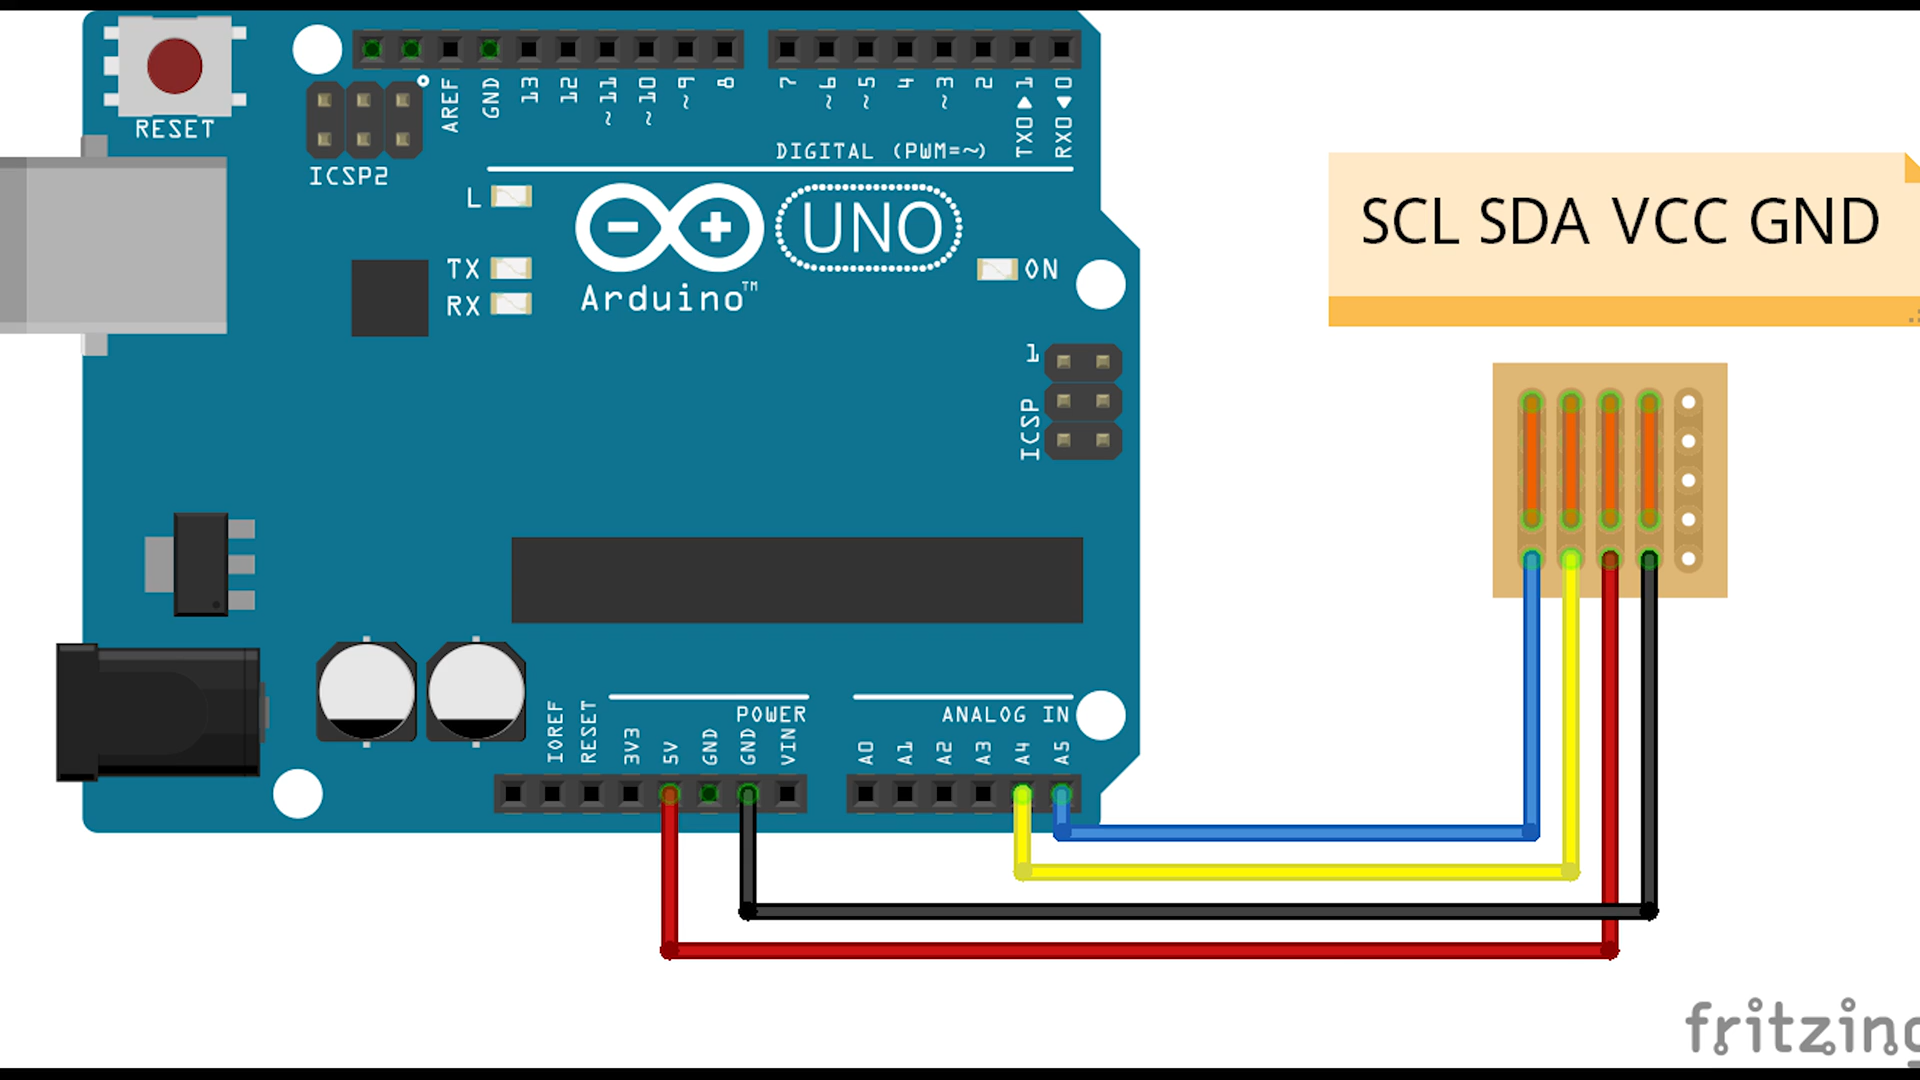 RESET
ICSP2
AREF
GND
13
12
~11
~10
~9
8
7
~6
~5
4
~3
2
TX0▶1
RX0◀0
DIGITAL (PWM=~)
L
TX
RX
UNO
Arduino™
ON
1
ICSP
SCL SDA VCC GND
POWER
ANALOG IN
IOREF
RESET
3V3
5V
GND
GND
VIN
A0
A1
A2
A3
A4
A5
fritzing